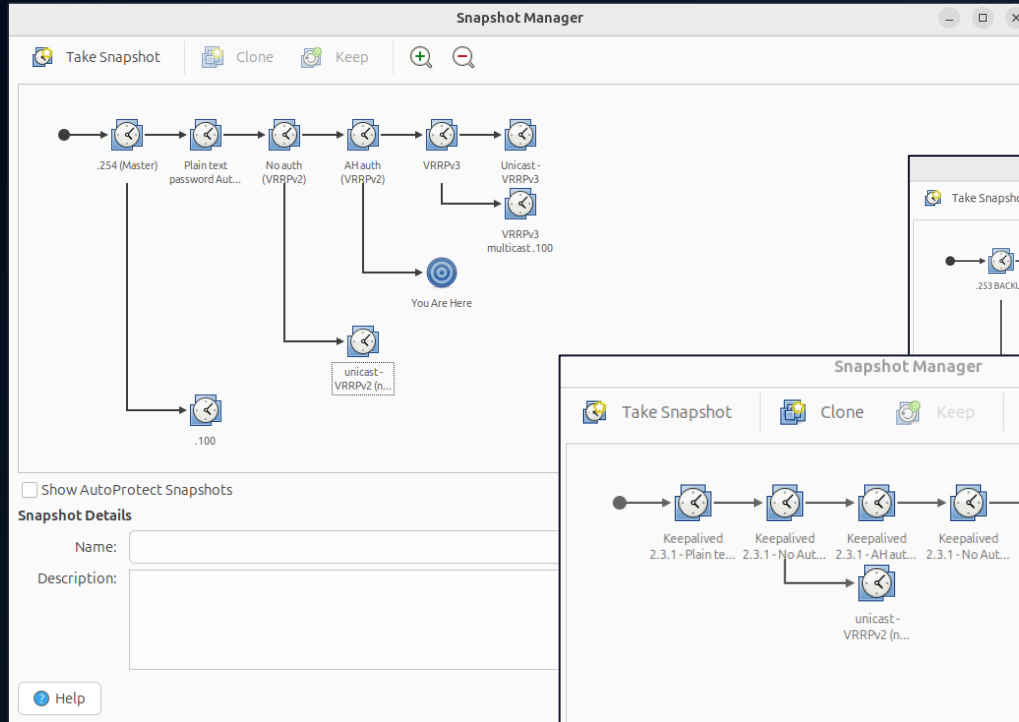 Snapshot Manager
Take Snapshot
Clone
Keep
.254 (Master)
Plain text
password Aut...
No auth
(VRRPv2)
AH auth
(VRRPv2)
VRRPv3
Unicast -
VRRPv3
VRRPv3
multicast .100
You Are Here
unicast -
VRRPv2 (n...
.100
Show AutoProtect Snapshots
Snapshot Details
Name:
Description:
Help
Take Snapsho
.253 BACKU
Snapshot Manager
Take Snapshot
Clone
Keep
Keepalived
2.3.1 - Plain te...
Keepalived
2.3.1 - No Aut...
Keepalived
2.3.1 - AH aut...
Keepalived
2.3.1 - No Aut...
unicast -
VRRPv2 (n...